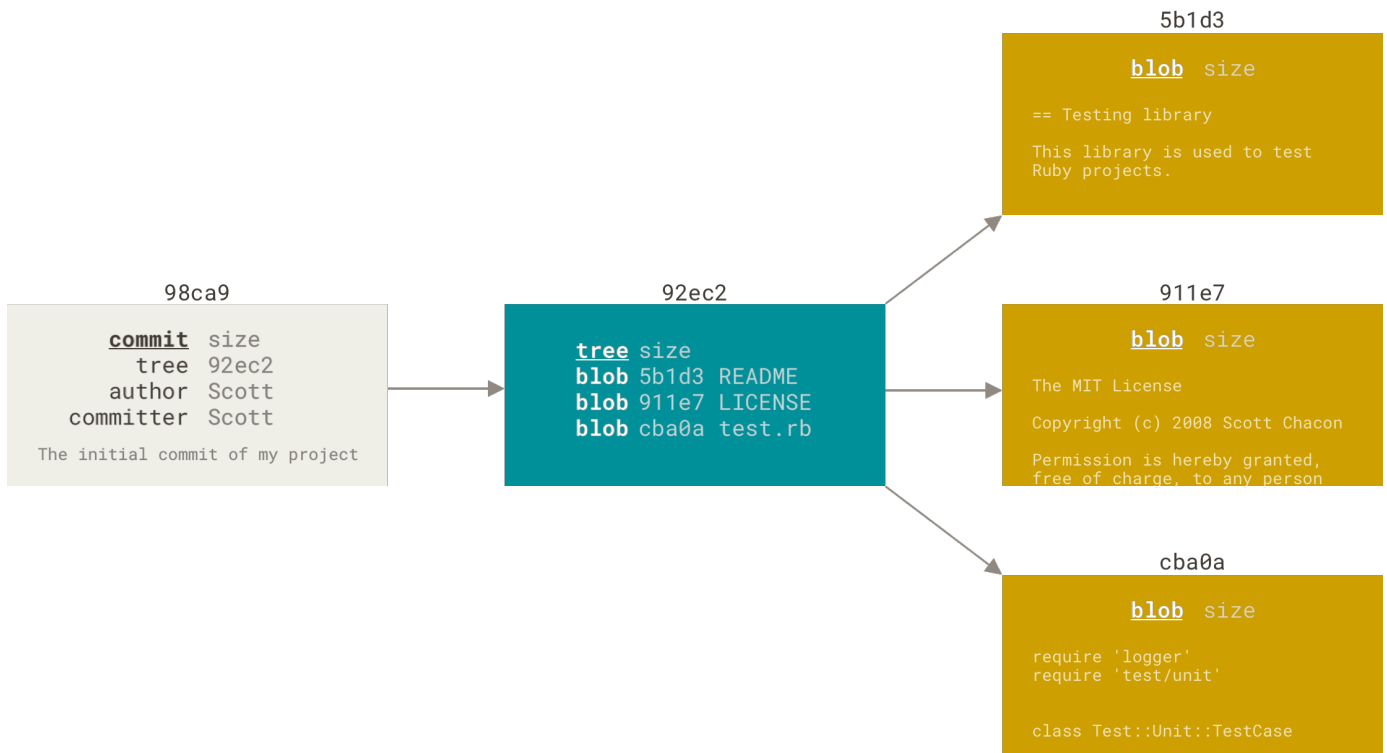 98ca9
commit size
tree 92ec2
author Scott
committer Scott
The initial commit of my project
92ec2
tree size
blob 5b1d3 README
blob 911e7 LICENSE
blob cba0a test.rb
5b1d3
blob size
== Testing library
This library is used to test
Ruby projects.
911e7
blob size
The MIT License
Copyright (c) 2008 Scott Chacon
Permission is hereby granted,
free of charge, to any person
cba0a
blob size
require 'logger'
require 'test/unit'
class Test::Unit::TestCase